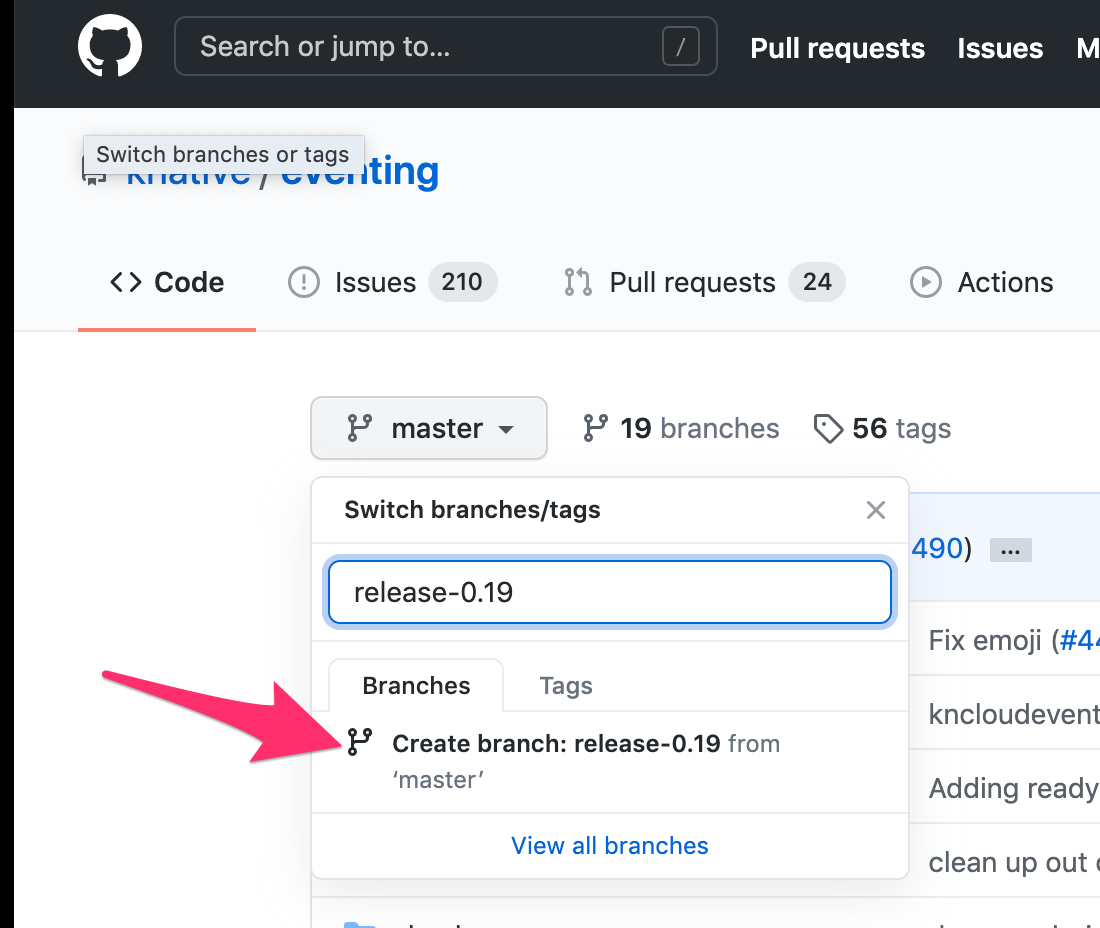 Search or jump to... /
Pull requests
Issues
Switch branches or tags
knative / eventing
Code
Issues 210
Pull requests 24
Actions
master
19 branches
56 tags
Switch branches/tags
490) ...
release-0.19
Fix emoji (#44
Branches
Tags
kncloudevent
Create branch: release-0.19 from
‘master’
Adding ready
View all branches
clean up out